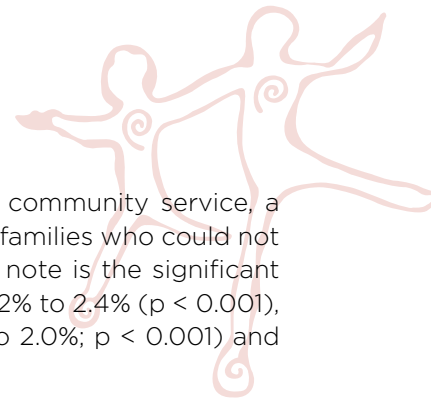 community service, a
families who could not
note is the significant
2% to 2.4% (p < 0.001),
2.0%; p < 0.001) and